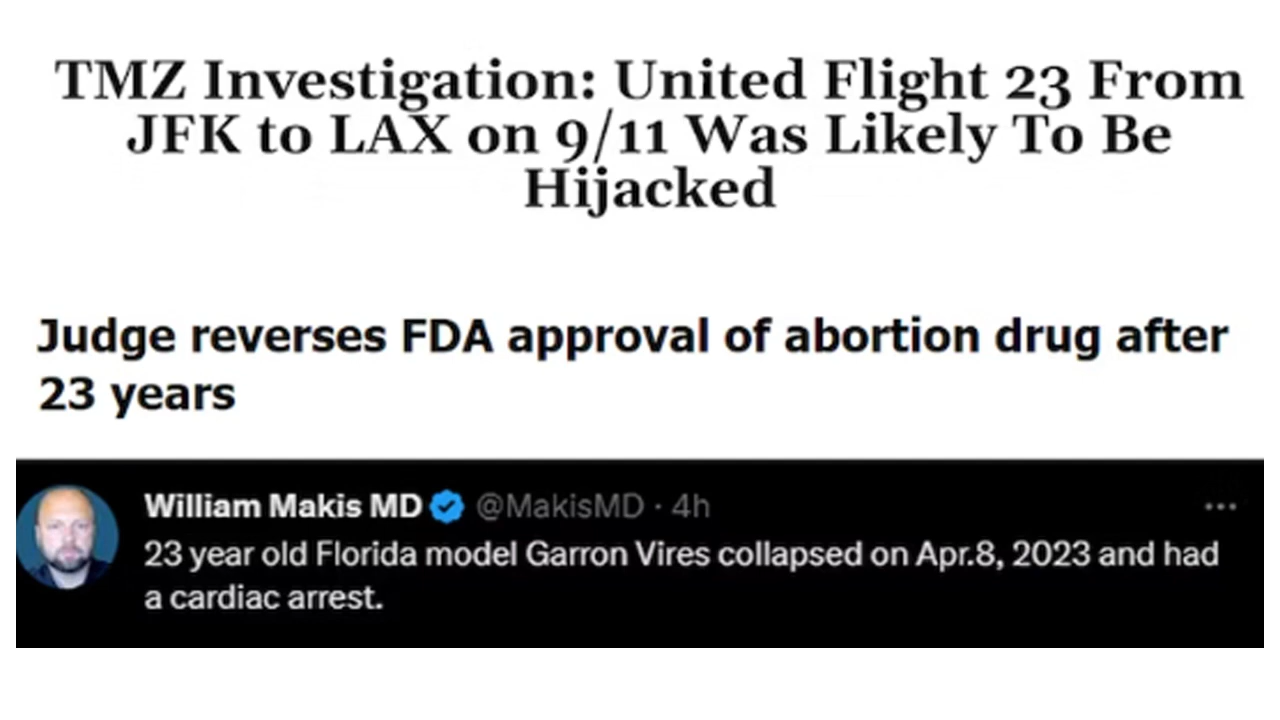 TMZ Investigation: United Flight 23 From
JFK to LAX on 9/11 Was Likely To Be
Hijacked
Judge reverses FDA approval of abortion drug after
23 years
William Makis MD @MakisMD · 4h
23 year old Florida model Garron Vires collapsed on Apr.8, 2023 and had
a cardiac arrest.